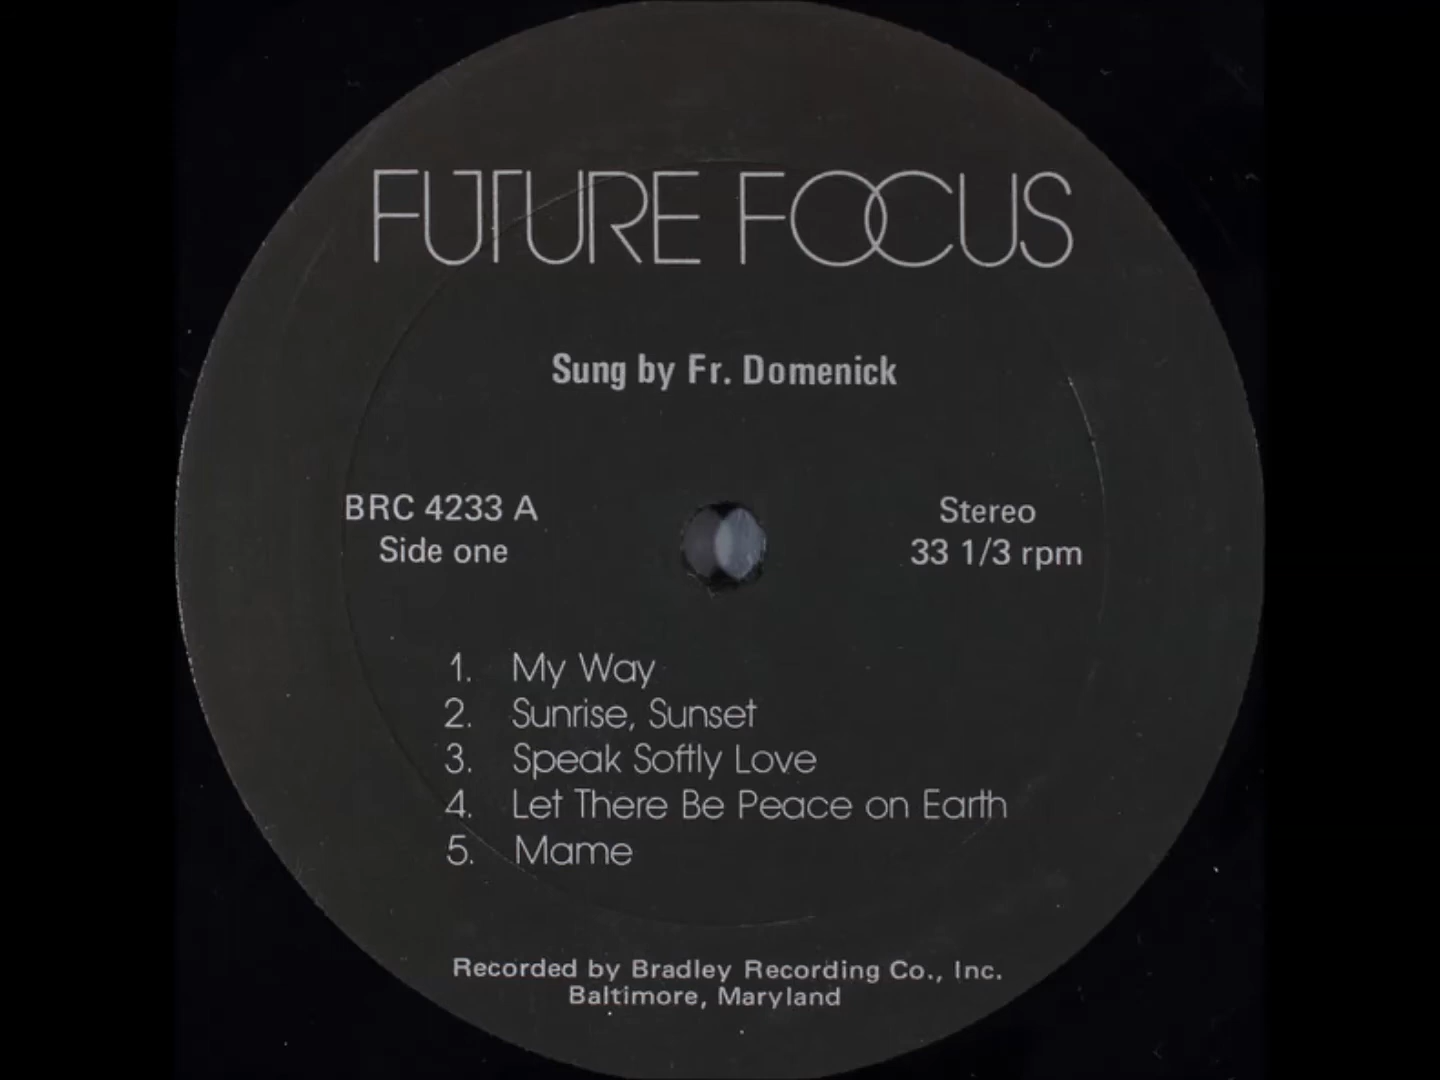 FUTURE FOCUS
Sung by Fr. Domenick
BRC 4233 A
Side one
Stereo
33 1/3 rpm
1. My Way
2. Sunrise, Sunset
3. Speak Softly Love
4. Let There Be Peace on Earth
5. Mame
Recorded by Bradley Recording Co., Inc.
Baltimore, Maryland